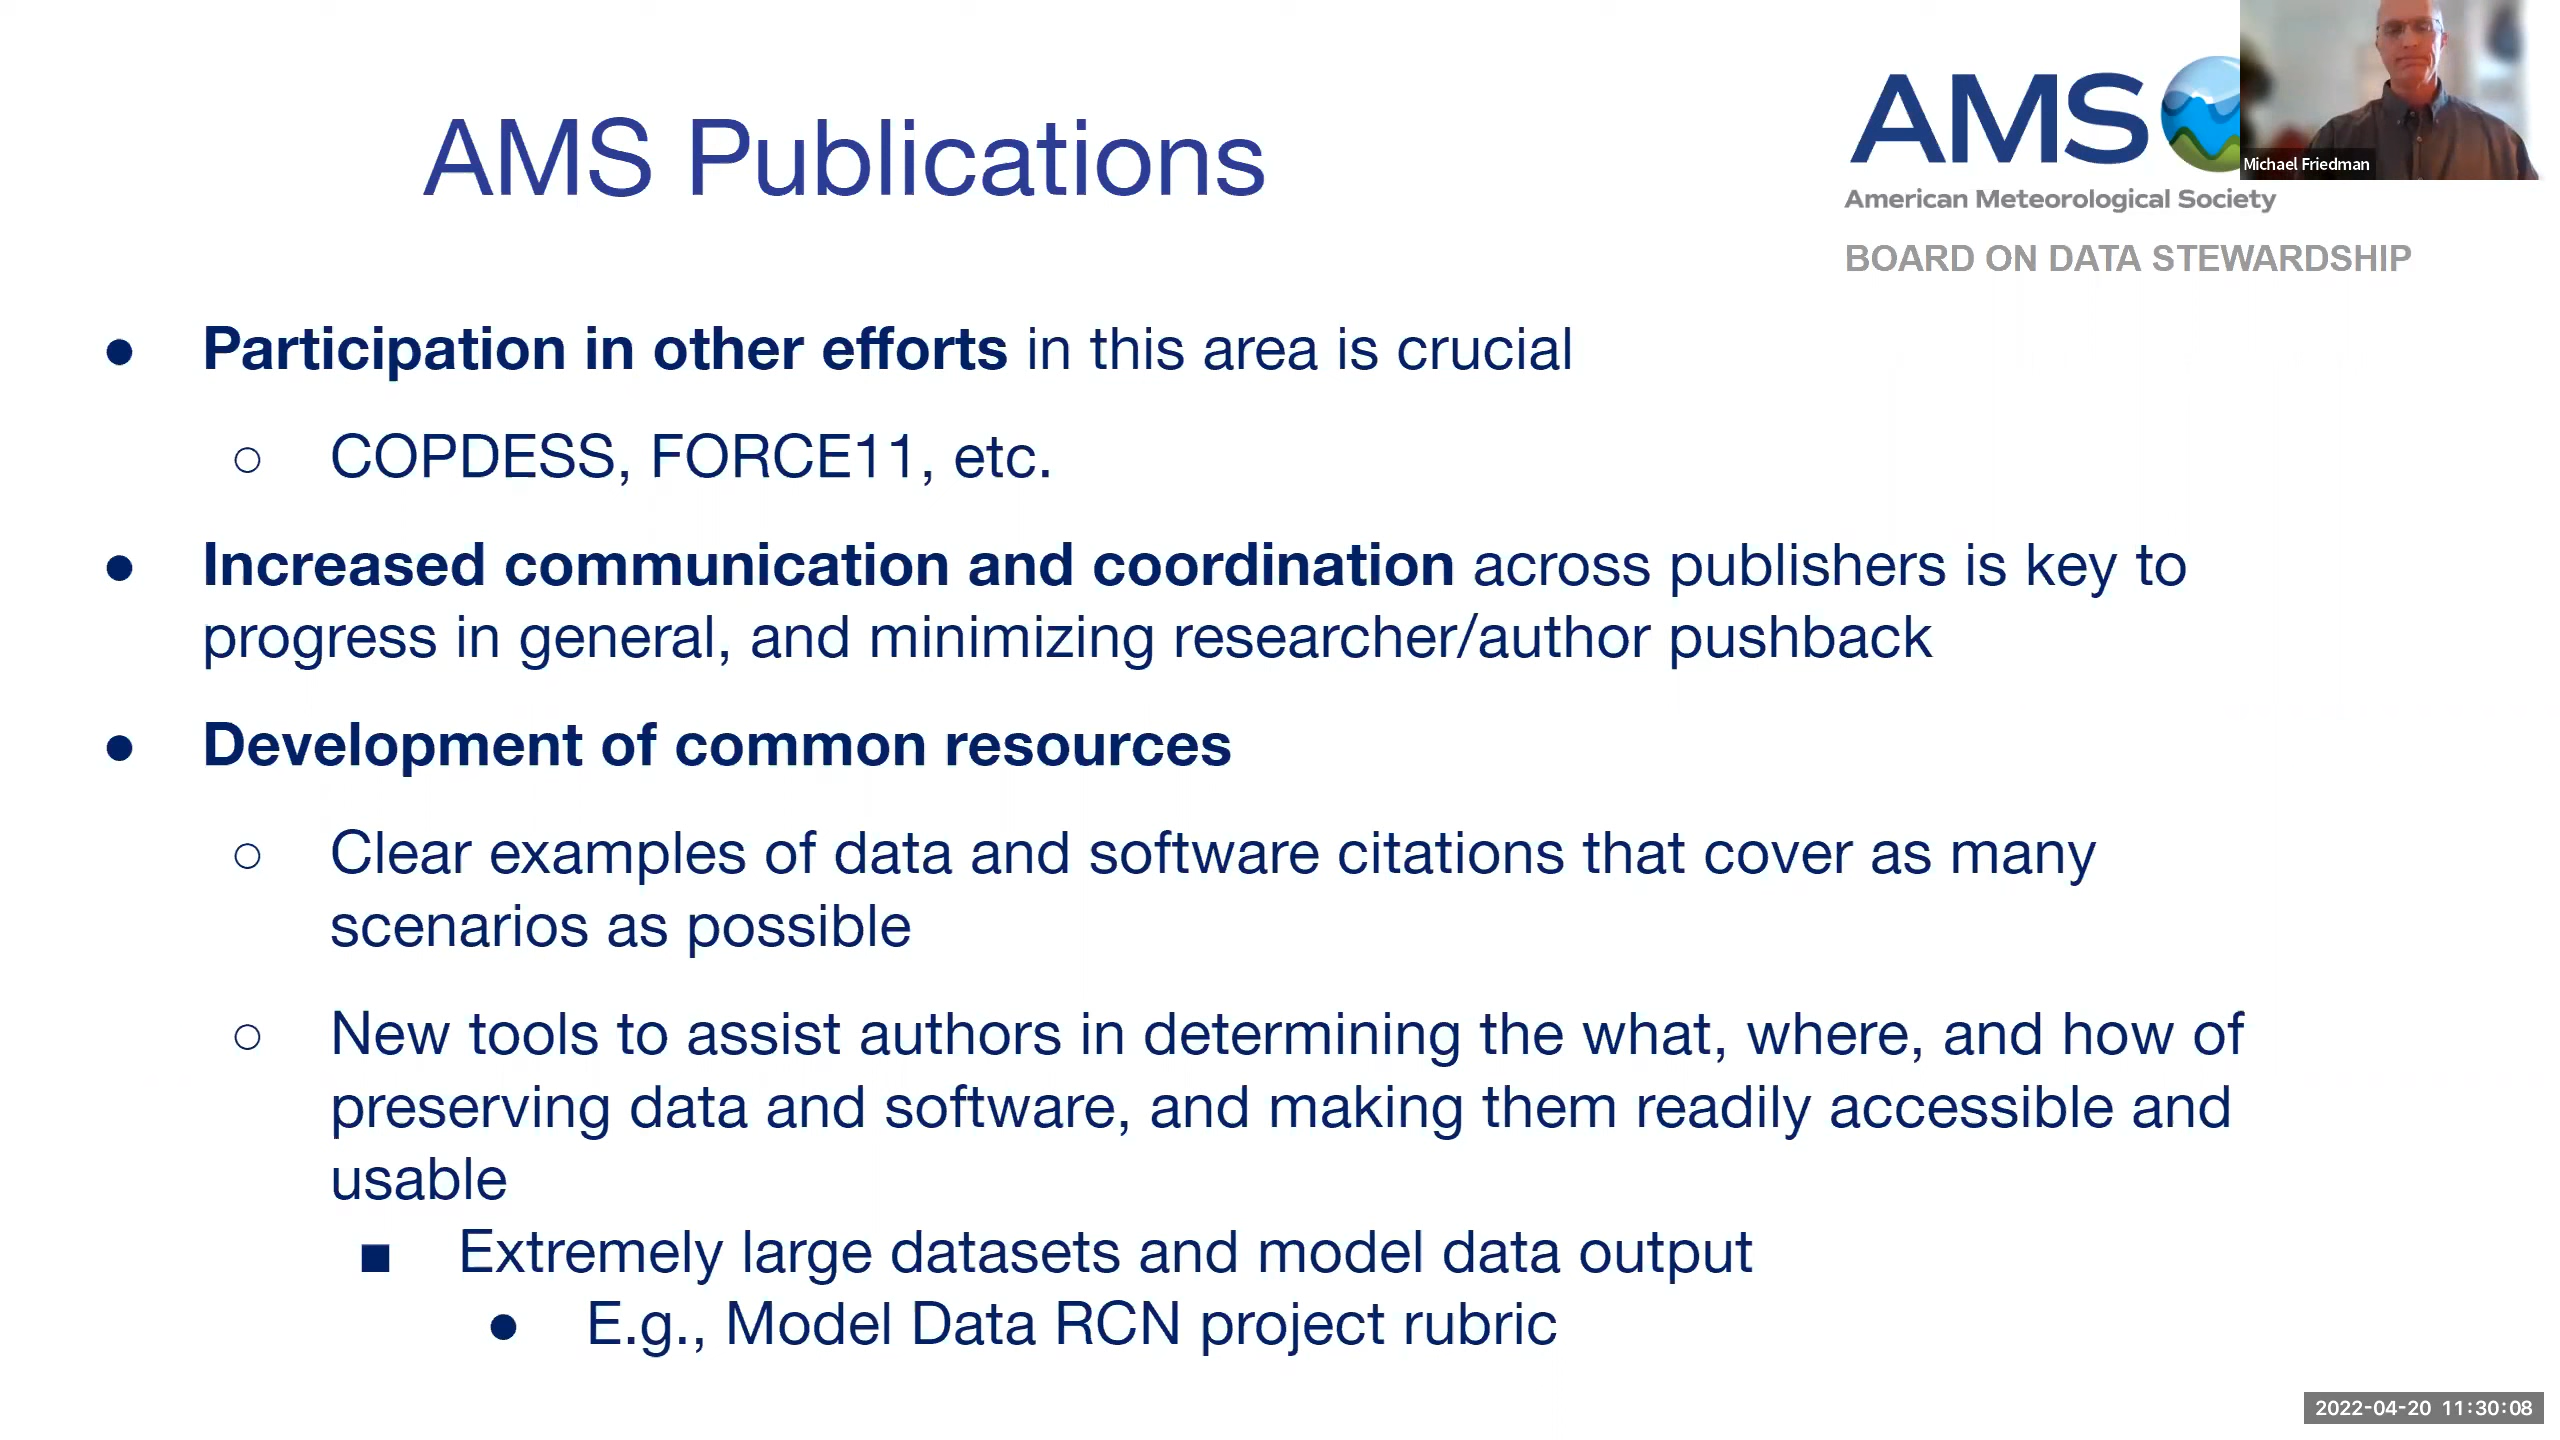 AMS Publications
AMS
Michael Friedman
American Meteorological Society
BOARD ON DATA STEWARDSHIP
● Participation in other efforts in this area is crucial
○ COPDESS, FORCE11, etc.
● Increased communication and coordination across publishers is key to
progress in general, and minimizing researcher/author pushback
● Development of common resources
○ Clear examples of data and software citations that cover as many
scenarios as possible
○ New tools to assist authors in determining the what, where, and how of
preserving data and software, and making them readily accessible and
usable
■ Extremely large datasets and model data output
● E.g., Model Data RCN project rubric
2022-04-20 11:30:08